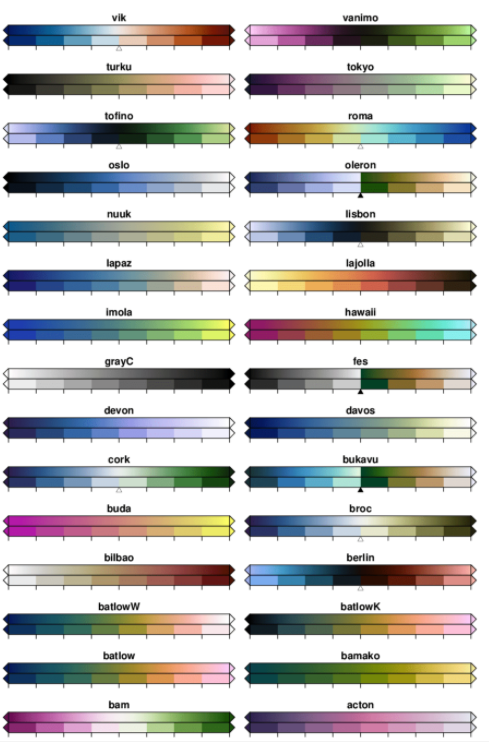 vik
vanimo
turku
tokyo
tofino
roma
oslo
oleron
nuuk
lisbon
lapaz
lajolla
imola
hawaii
grayC
fes
devon
davos
cork
bukavu
buda
broc
bilbao
berlin
batlowW
batlowK
batlow
bamako
bam
acton